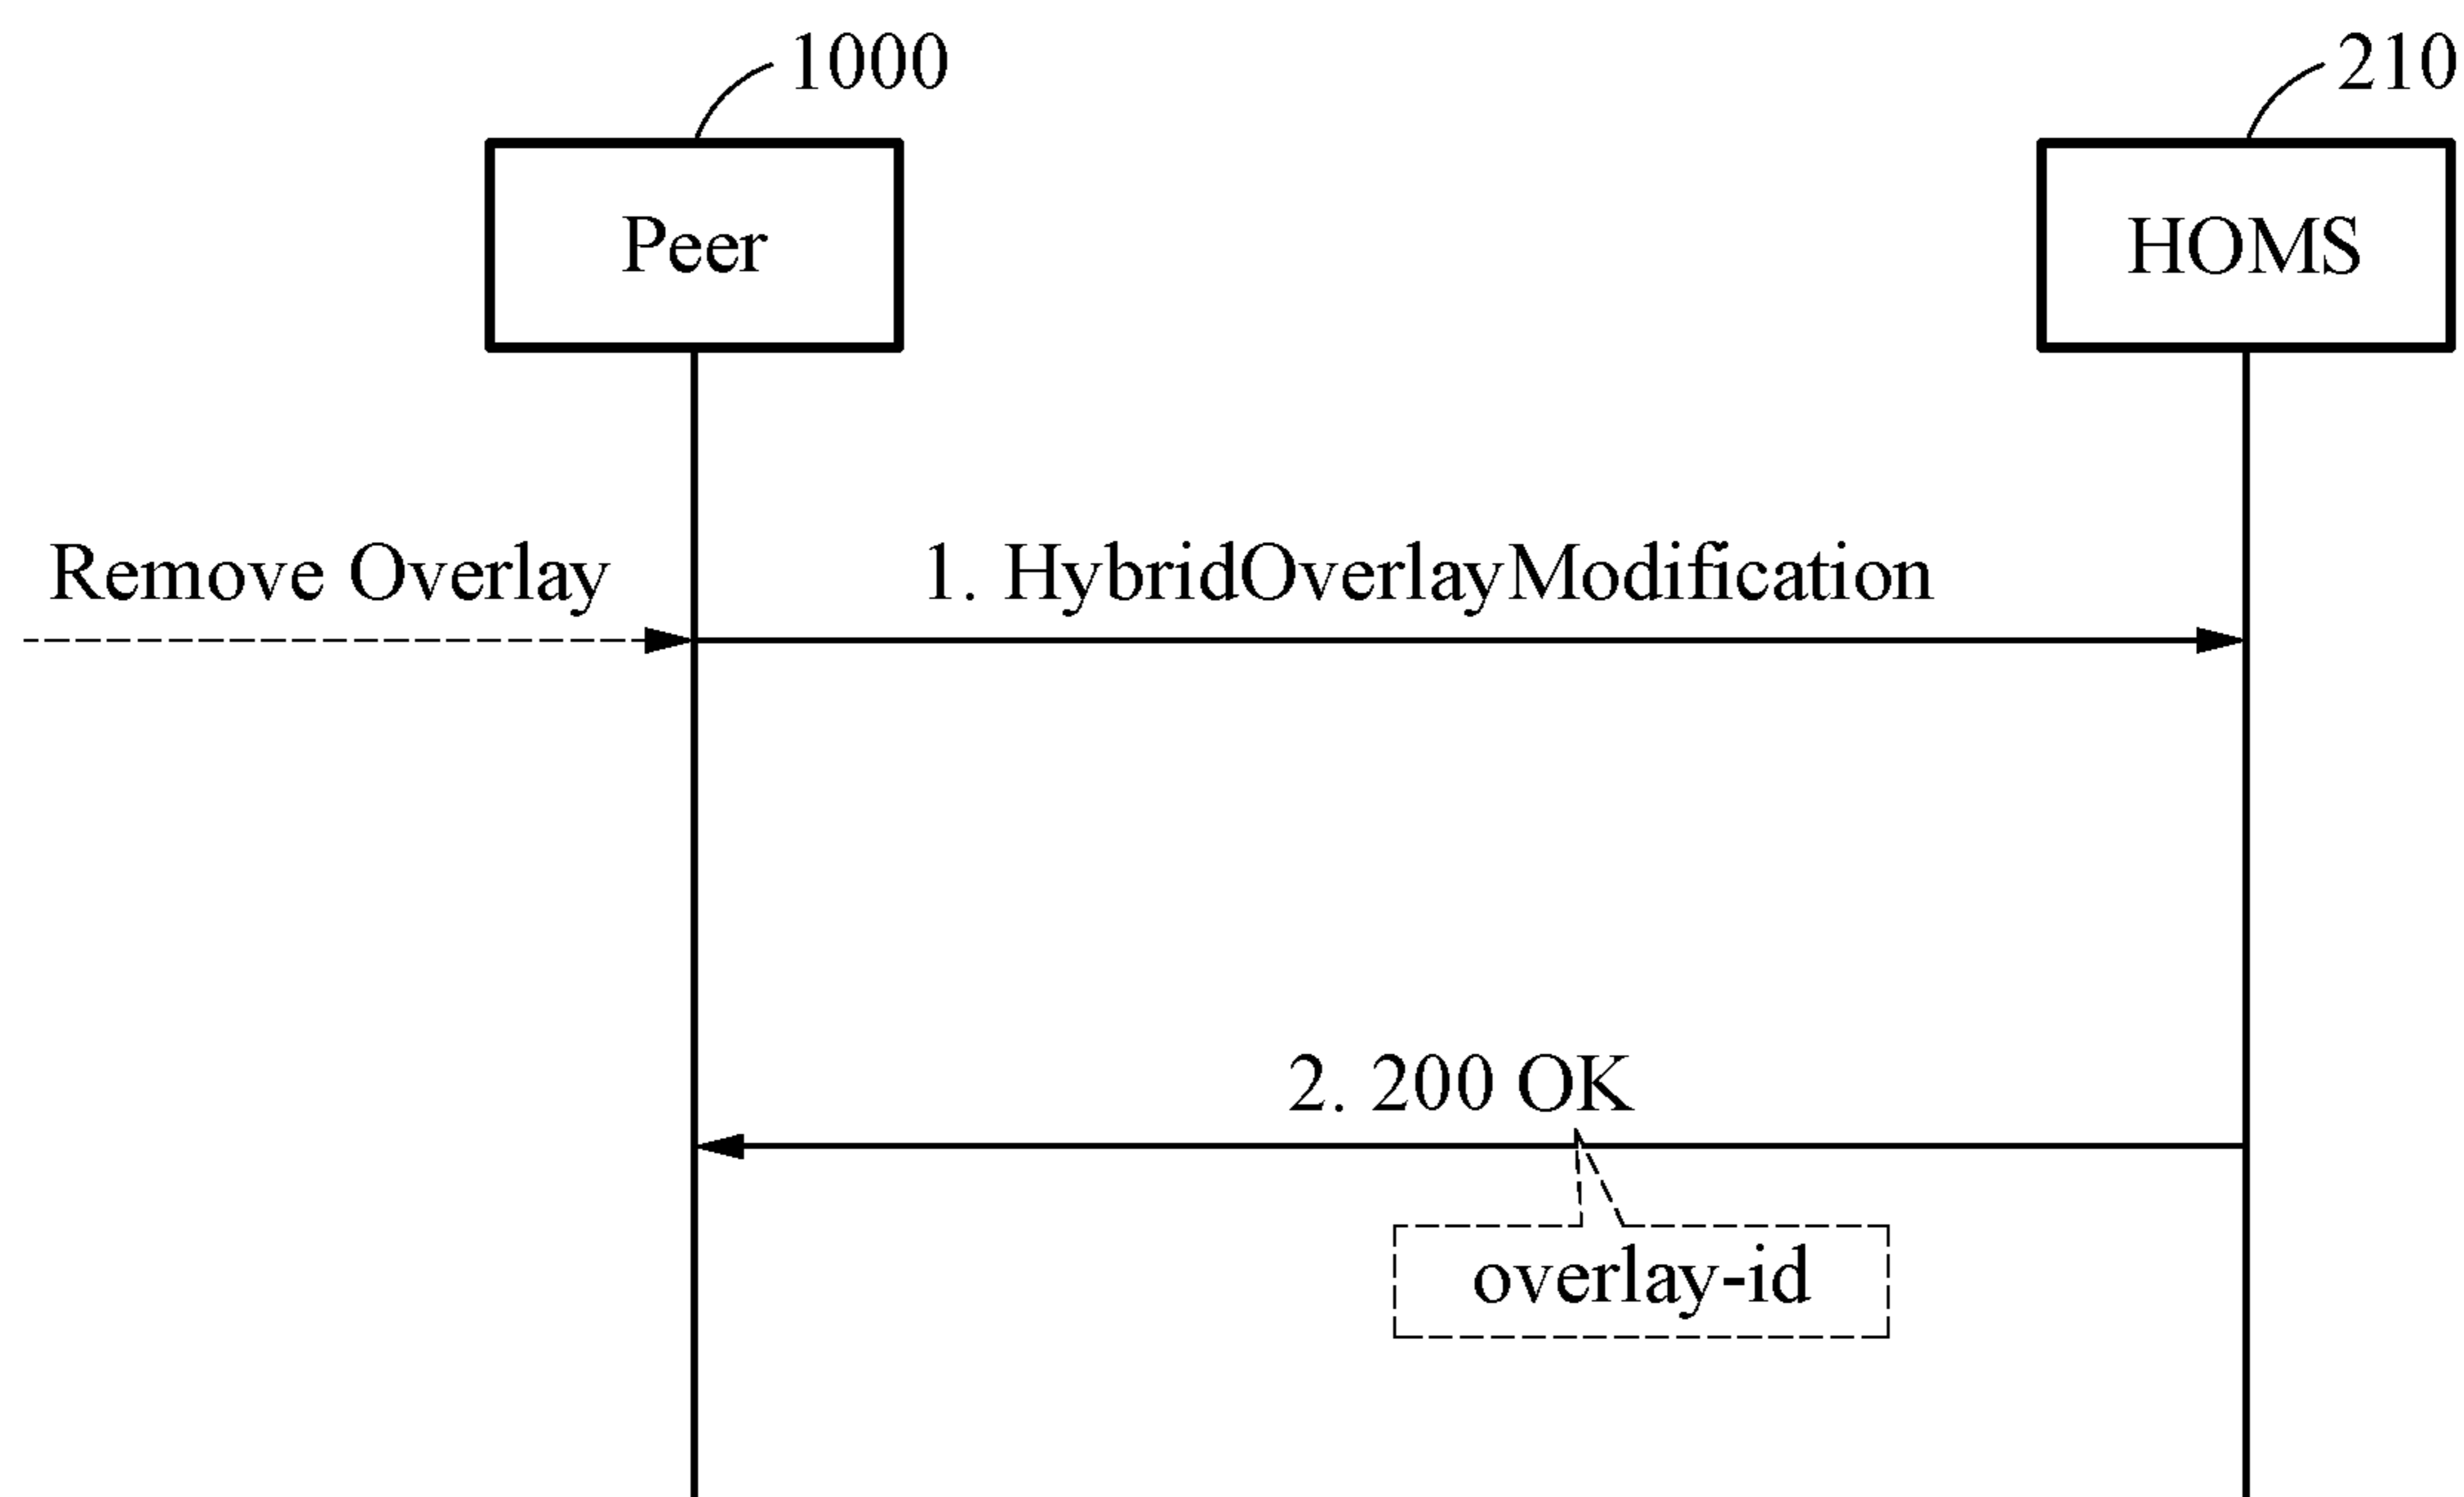 1000
210
Peer
HOMS
Remove Overlay
1. HybridOverlayModification
2. 200 OK
overlay-id